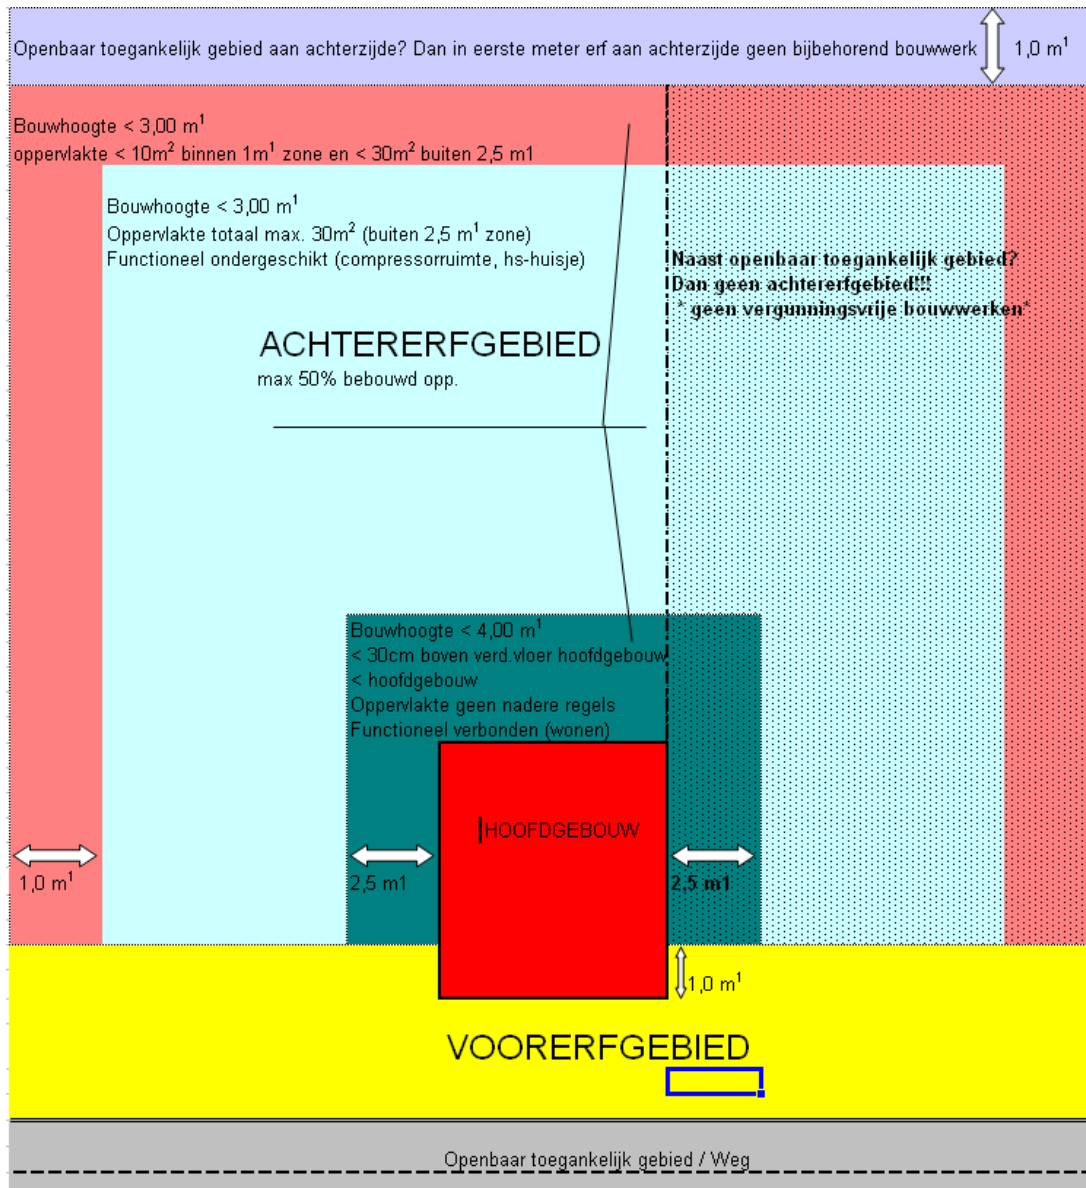 Openbaar toegankelijk gebied aan achterzijde? Dan in eerste meter erf aan achterzijde geen bijbehorend bouwwerk
1,0 m¹
Bouwhoogte < 3,00 m¹
oppervlakte < 10m² binnen 1m¹ zone en < 30m² buiten 2,5 m1
Bouwhoogte < 3,00 m¹
Oppervlakte totaal max. 30m² (buiten 2,5 m¹ zone)
Functioneel ondergeschikt (compressorruimte, hs-huisje)
Naast openbaar toegankelijk gebied?
Dan geen achtererfgebied!!!
* geen vergunningsvrije bouwwerken*
ACHTERERFGEBIED
max 50% bebouwd opp.
Bouwhoogte < 4,00 m¹
< 30cm boven verd.vloer hoofdgebouw
< hoofdgebouw
Oppervlakte geen nadere regels
Functioneel verbonden (wonen)
HOOFDGEBOUW
1,0 m¹
2,5 m1
2,5 m1
1,0 m¹
VOORERFGEBIED
Openbaar toegankelijk gebied / Weg